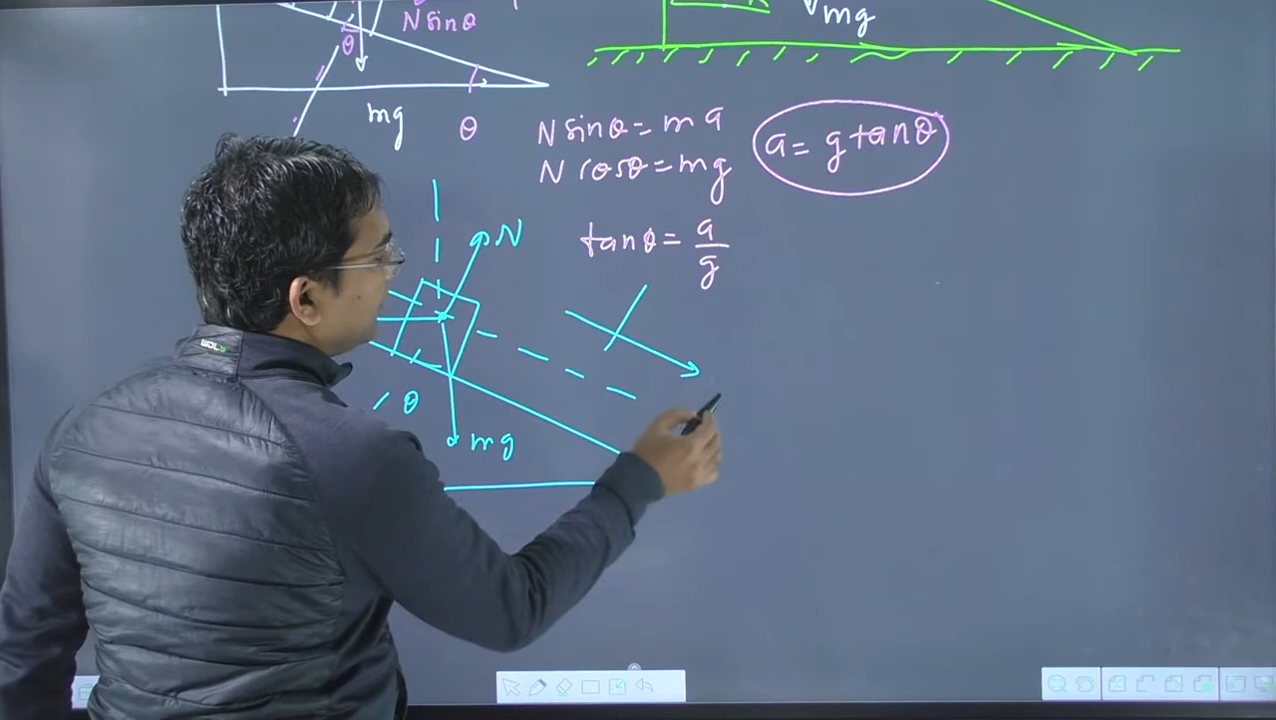 N sinθ
θ
mg
mg
θ
N sinθ = ma
N cosθ = mg
a = g tanθ
tanθ = a/g
N
θ
mg